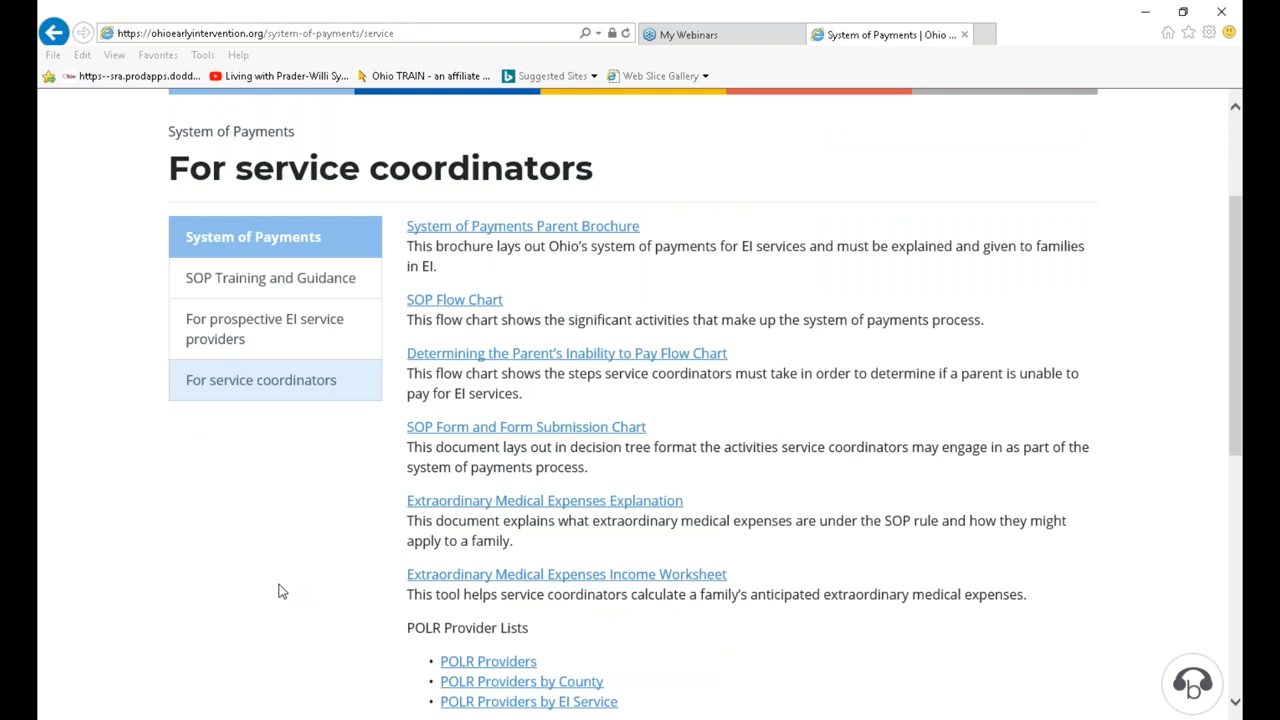 https://ohioearlyintervention.org/system-of-payments/service
My Webinars
System of Payments | Ohio ...
File Edit View Favorites Tools Help
https--sra.prodapps.dodd...
Living with Prader-Willi Sy...
Ohio TRAIN - an affiliate ...
Suggested Sites
Web Slice Gallery
System of Payments
For service coordinators
System of Payments
SOP Training and Guidance
For prospective EI service
providers
For service coordinators
System of Payments Parent Brochure
This brochure lays out Ohio's system of payments for EI services and must be explained and given to families
in EI.
SOP Flow Chart
This flow chart shows the significant activities that make up the system of payments process.
Determining the Parent's Inability to Pay Flow Chart
This flow chart shows the steps service coordinators must take in order to determine if a parent is unable to
pay for EI services.
SOP Form and Form Submission Chart
This document lays out in decision tree format the activities service coordinators may engage in as part of the
system of payments process.
Extraordinary Medical Expenses Explanation
This document explains what extraordinary medical expenses are under the SOP rule and how they might
apply to a family.
Extraordinary Medical Expenses Income Worksheet
This tool helps service coordinators calculate a family's anticipated extraordinary medical expenses.
POLR Provider Lists
• POLR Providers
• POLR Providers by County
• POLR Providers by EI Service